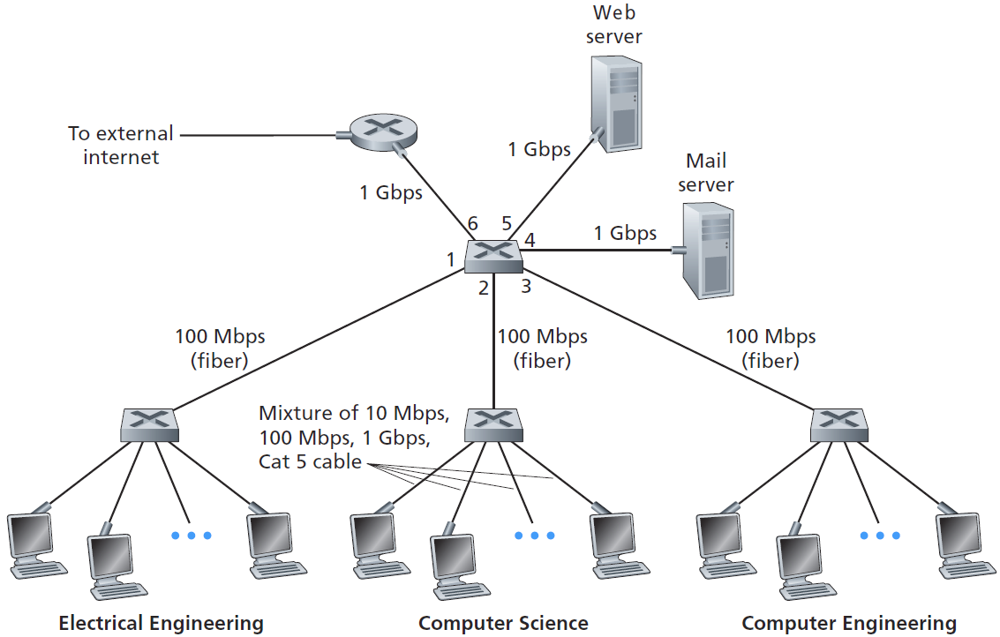 Web
server
To external
internet
1 Gbps
Mail
server
1 Gbps
6
5
4
1 Gbps
1
2
3
100 Mbps
(fiber)
100 Mbps
(fiber)
100 Mbps
(fiber)
Mixture of 10 Mbps,
100 Mbps, 1 Gbps,
Cat 5 cable
Electrical Engineering
Computer Science
Computer Engineering